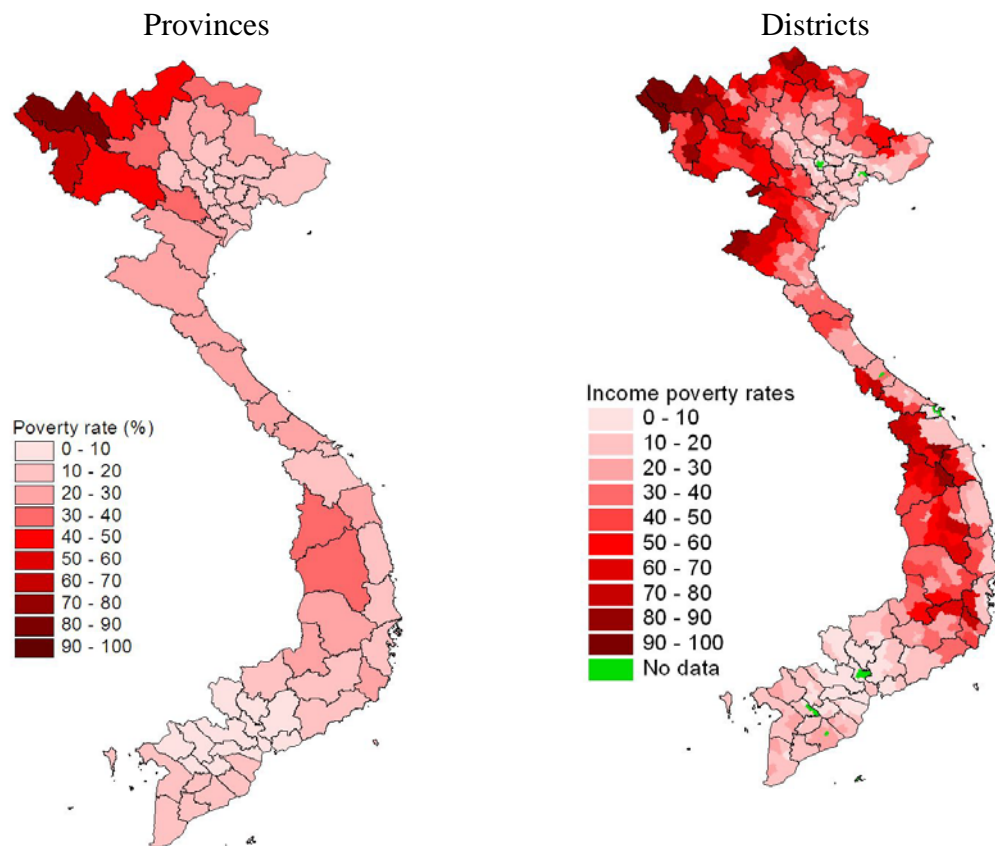 Provinces
Districts
Poverty rate (%)
0 - 10
10 - 20
20 - 30
30 - 40
40 - 50
50 - 60
60 - 70
70 - 80
80 - 90
90 - 100
Income poverty rates
0 - 10
10 - 20
20 - 30
30 - 40
40 - 50
50 - 60
60 - 70
70 - 80
80 - 90
90 - 100
No data